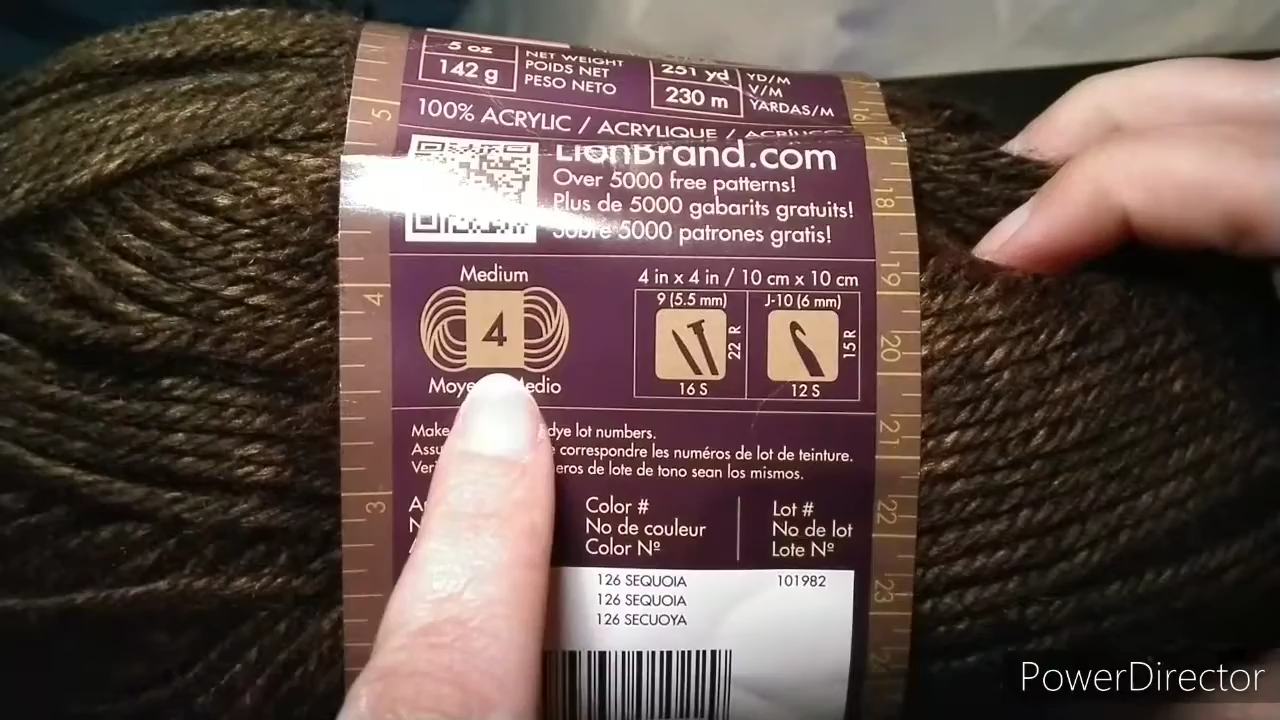 5 oz
142 g
NET WEIGHT
POIDS NET
PESO NETO
251 yd
230 m
YD/M
V/M
YARDAS/M
100% ACRYLIC / ACRYLIQUE /
LionBrand.com
Over 5000 free patterns!
Plus de 5000 gabarits gratuits!
Sobre 5000 patrones gratis!
Medium
4
4 in x 4 in / 10 cm x 10 cm
9 (5.5 mm)
22 R
16 S
J-10 (6 mm)
15 R
12 S
Make dye lot numbers.
correspondre les numéros de lot de teinture.
de lote de tono sean los mismos.
Color #
No de couleur
Color Nº
Lot #
No de lot
Lote Nº
126 SEQUOIA
126 SEQUOIA
126 SECUOYA
101982
5
4
3
17
18
19
20
21
22
23
PowerDirector